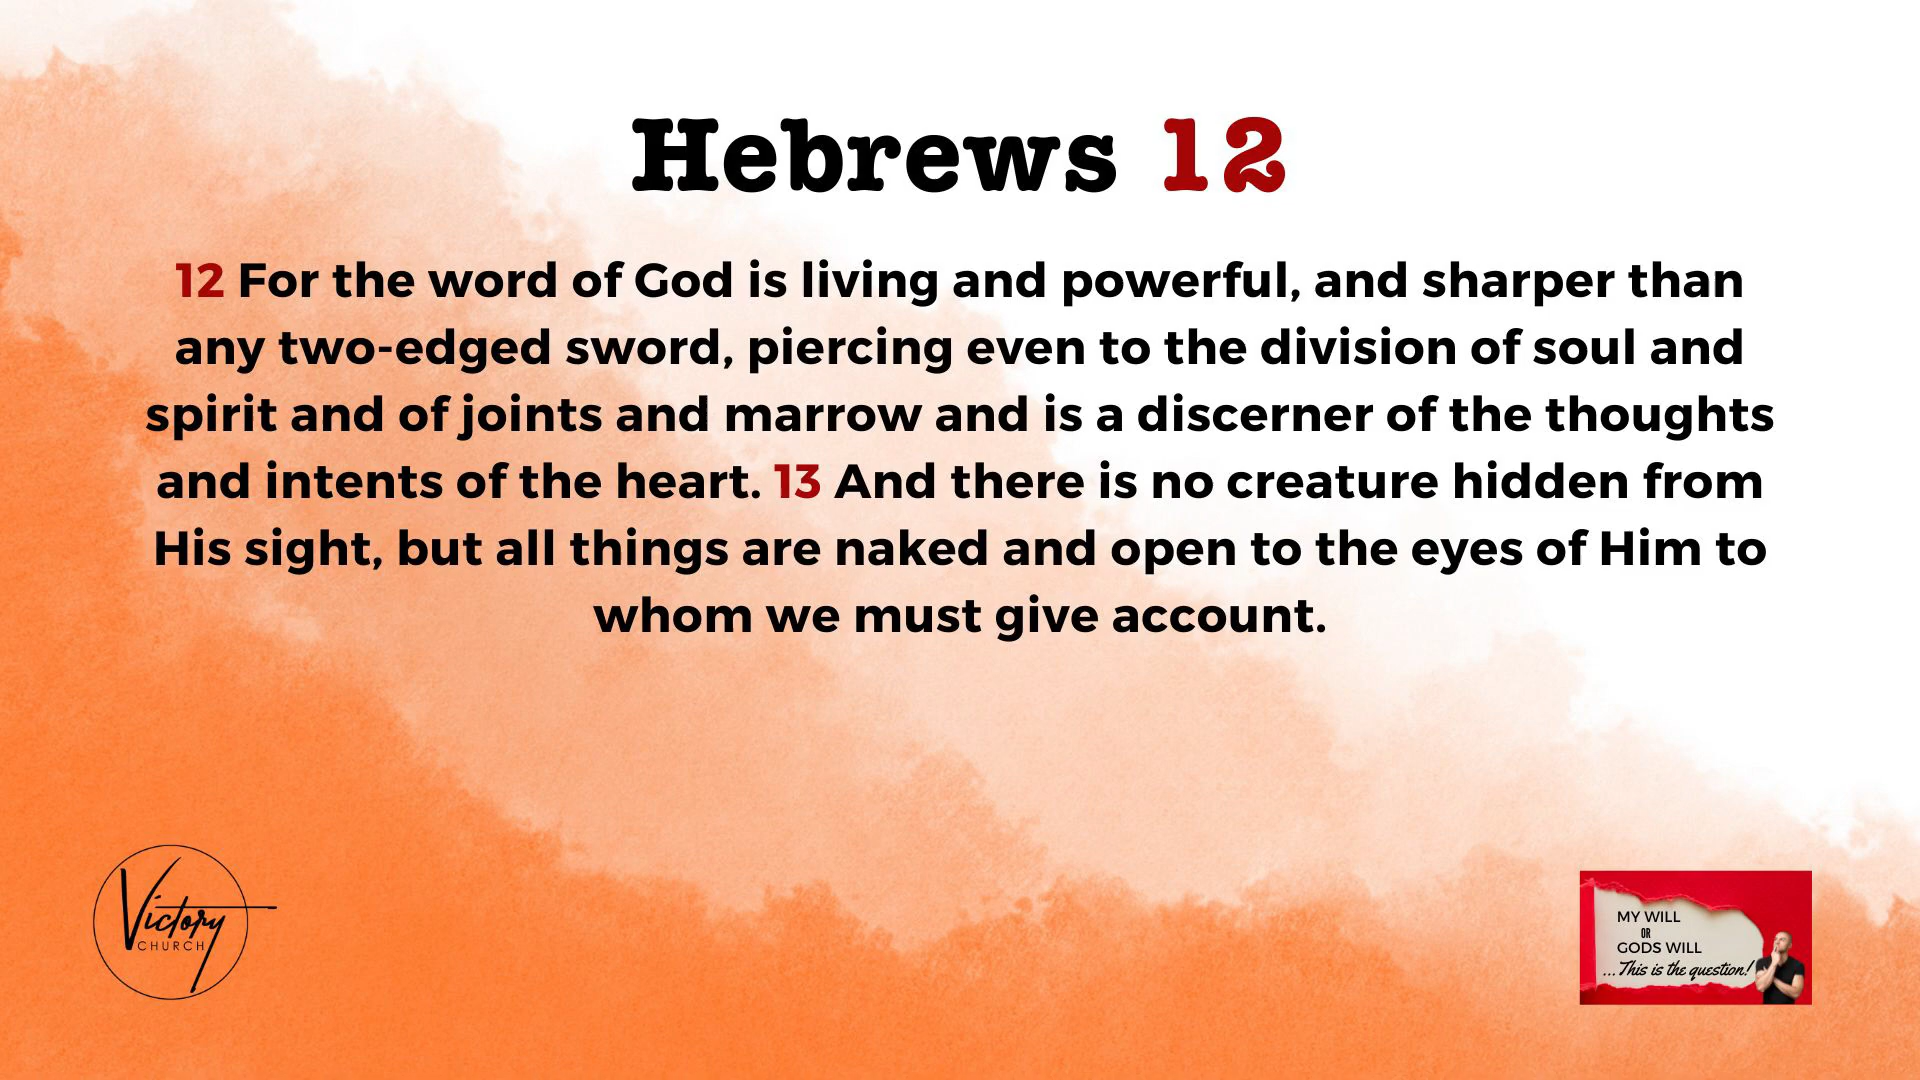 Hebrews 12
12 For the word of God is living and powerful, and sharper than
any two-edged sword, piercing even to the division of soul and
spirit and of joints and marrow and is a discerner of the thoughts
and intents of the heart. 13 And there is no creature hidden from
His sight, but all things are naked and open to the eyes of Him to
whom we must give account.
Victory
CHURCH
MY WILL
OR
GODS WILL
...This is the question!